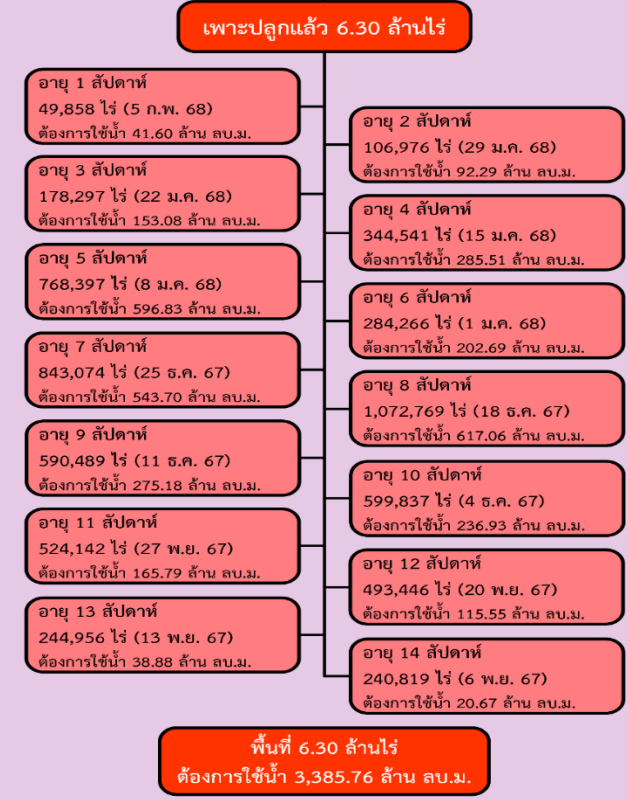 เพาะปลูกแล้ว 6.30 ล้านไร่
อายุ 1 สัปดาห์
49,858 ไร่ (5 ก.พ. 68)
ต้องการใช้น้ำ 41.60 ล้าน ลบ.ม.
อายุ 2 สัปดาห์
106,976 ไร่ (29 ม.ค. 68)
ต้องการใช้น้ำ 92.29 ล้าน ลบ.ม.
อายุ 3 สัปดาห์
178,297 ไร่ (22 ม.ค. 68)
ต้องการใช้น้ำ 153.08 ล้าน ลบ.ม.
อายุ 4 สัปดาห์
344,541 ไร่ (15 ม.ค. 68)
ต้องการใช้น้ำ 285.51 ล้าน ลบ.ม.
อายุ 5 สัปดาห์
768,397 ไร่ (8 ม.ค. 68)
ต้องการใช้น้ำ 596.83 ล้าน ลบ.ม.
อายุ 6 สัปดาห์
284,266 ไร่ (1 ม.ค. 68)
ต้องการใช้น้ำ 202.69 ล้าน ลบ.ม.
อายุ 7 สัปดาห์
843,074 ไร่ (25 ธ.ค. 67)
ต้องการใช้น้ำ 543.70 ล้าน ลบ.ม.
อายุ 8 สัปดาห์
1,072,769 ไร่ (18 ธ.ค. 67)
ต้องการใช้น้ำ 617.06 ล้าน ลบ.ม.
อายุ 9 สัปดาห์
590,489 ไร่ (11 ธ.ค. 67)
ต้องการใช้น้ำ 275.18 ล้าน ลบ.ม.
อายุ 10 สัปดาห์
599,837 ไร่ (4 ธ.ค. 67)
ต้องการใช้น้ำ 236.93 ล้าน ลบ.ม.
อายุ 11 สัปดาห์
524,142 ไร่ (27 พ.ย. 67)
ต้องการใช้น้ำ 165.79 ล้าน ลบ.ม.
อายุ 12 สัปดาห์
493,446 ไร่ (20 พ.ย. 67)
ต้องการใช้น้ำ 115.55 ล้าน ลบ.ม.
อายุ 13 สัปดาห์
244,956 ไร่ (13 พ.ย. 67)
ต้องการใช้น้ำ 38.88 ล้าน ลบ.ม.
อายุ 14 สัปดาห์
240,819 ไร่ (6 พ.ย. 67)
ต้องการใช้น้ำ 20.67 ล้าน ลบ.ม.
พื้นที่ 6.30 ล้านไร่
ต้องการใช้น้ำ 3,385.76 ล้าน ลบ.ม.